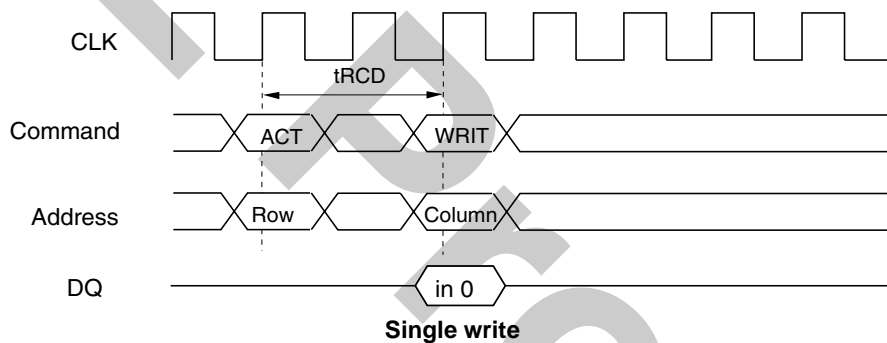 CLK
tRCD
Command ACT WRIT
Address Row Column
DQ in 0
Single write